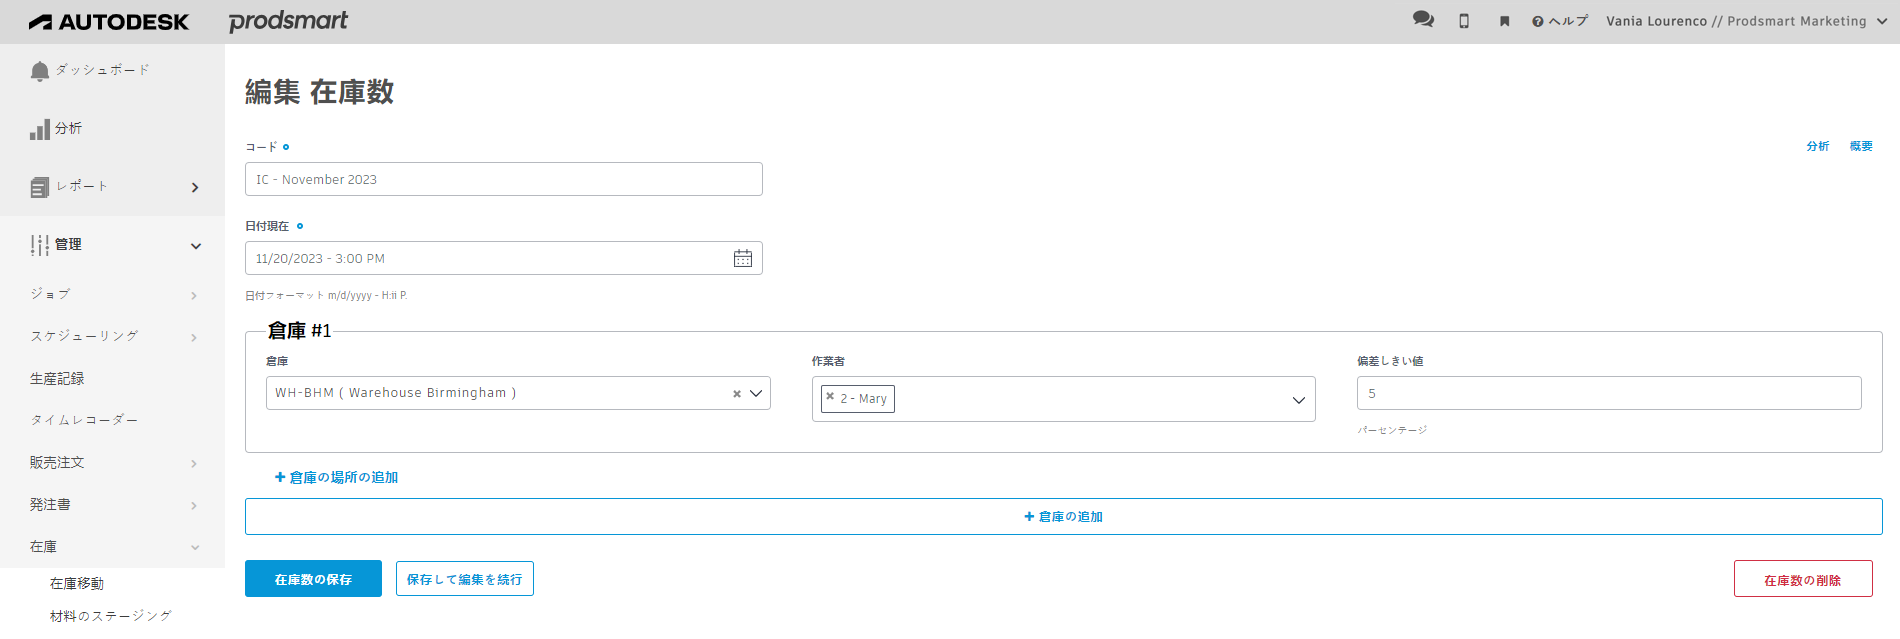 AUTODESK prodsmart
ヘルプ Vania Lourenco // Prodsmart Marketing
ダッシュボード
分析
レポート
管理
ジョブ
スケジューリング
生産記録
タイムレコーダー
販売注文
発注書
在庫
在庫移動
材料のステージング
編集 在庫数
分析 概要
コード
IC - November 2023
日付現在
11/20/2023 - 3:00 PM
日付フォーマット m/d/yyyy - H:ii P.
倉庫 #1
倉庫
WH-BHM ( Warehouse Birmingham )
作業者
2 - Mary
偏差しきい値
5
パーセンテージ
+ 倉庫の場所の追加
+ 倉庫の追加
在庫数の保存
保存して編集を続行
在庫数の削除